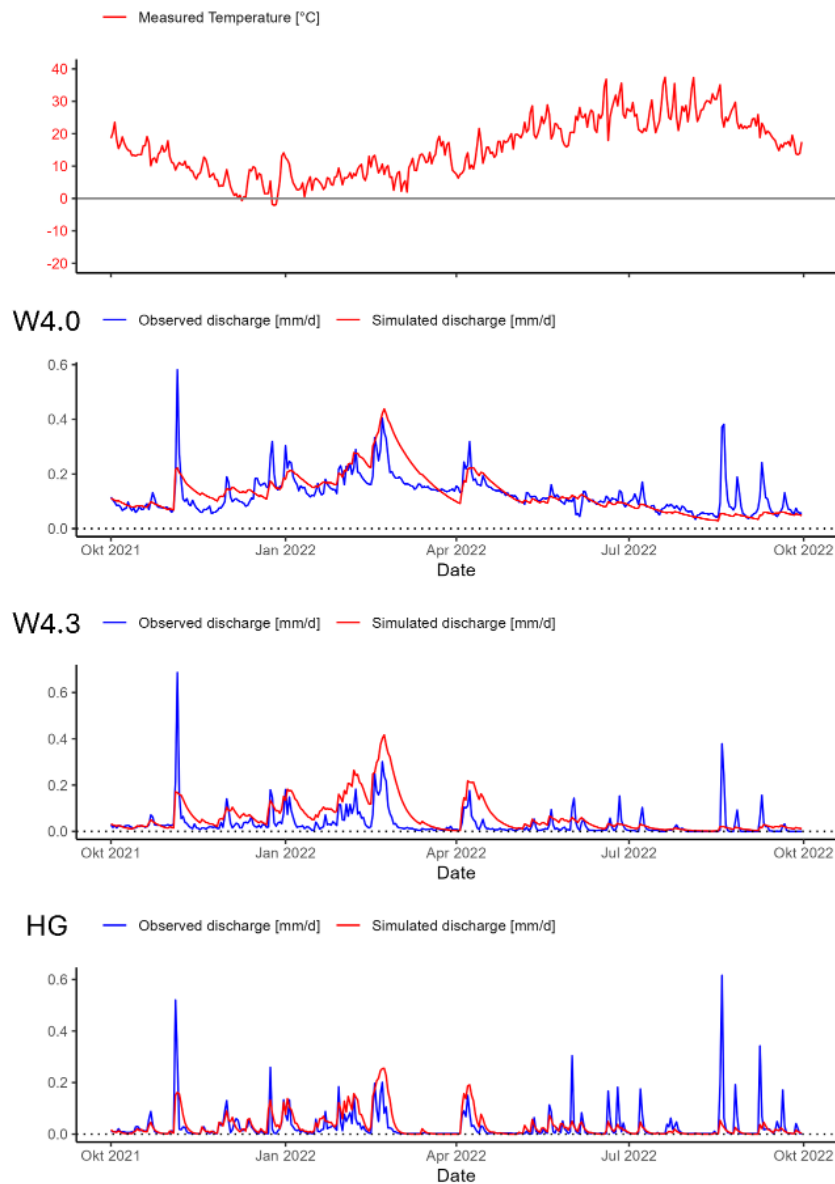 Measured Temperature [°C]
40
30
20
10
0
-10
-20
W4.0 Observed discharge [mm/d] Simulated discharge [mm/d]
0.6
0.4
0.2
0.0
Okt 2021 Jan 2022 Apr 2022 Jul 2022 Okt 2022
Date
W4.3 Observed discharge [mm/d] Simulated discharge [mm/d]
0.6
0.4
0.2
0.0
Okt 2021 Jan 2022 Apr 2022 Jul 2022 Okt 2022
Date
HG Observed discharge [mm/d] Simulated discharge [mm/d]
0.6
0.4
0.2
0.0
Okt 2021 Jan 2022 Apr 2022 Jul 2022 Okt 2022
Date